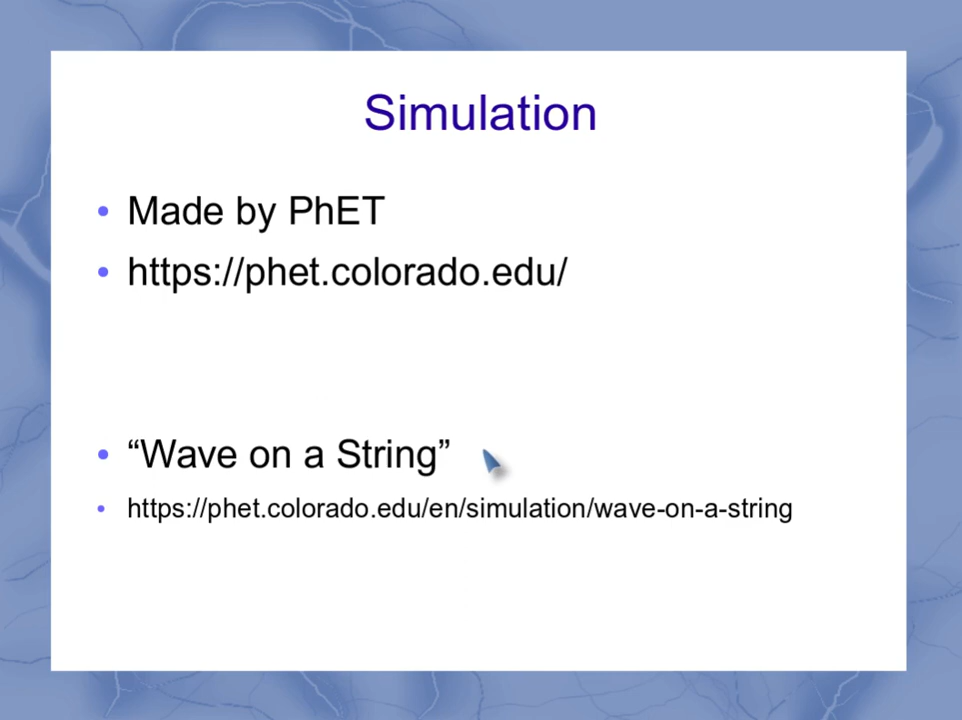 Simulation
• Made by PhET
• https://phet.colorado.edu/
• “Wave on a String”
• https://phet.colorado.edu/en/simulation/wave-on-a-string